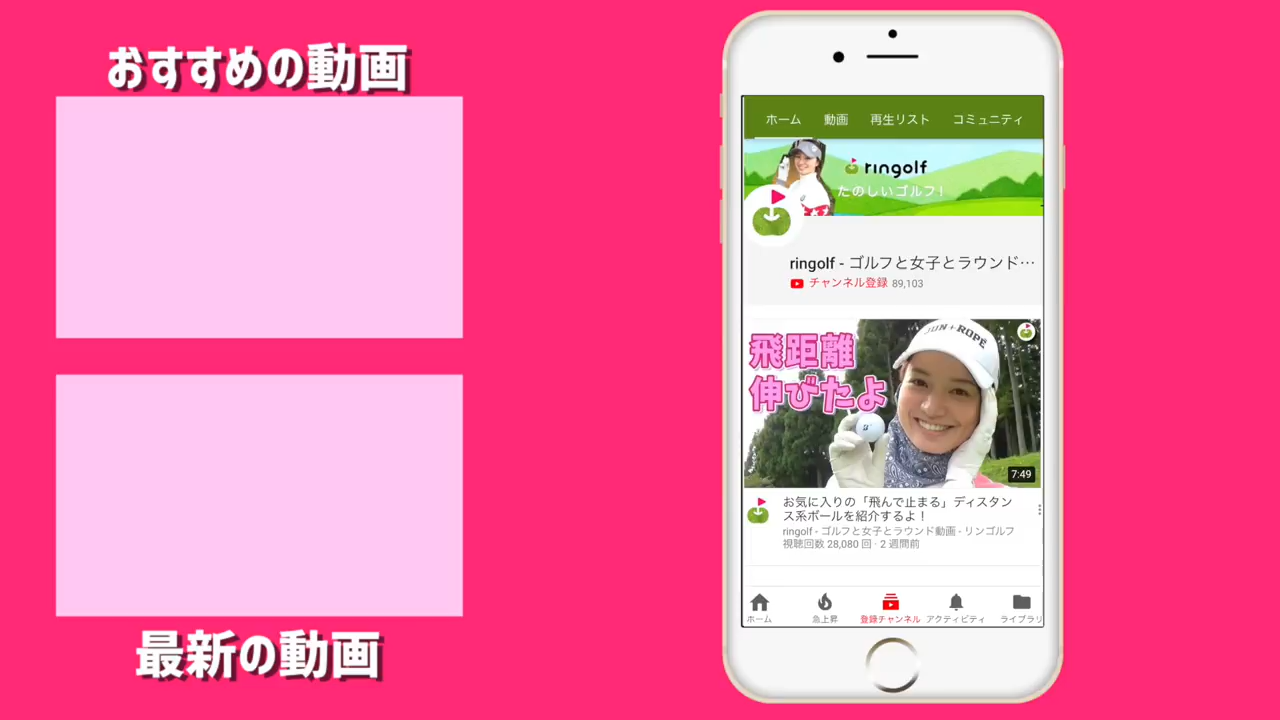 おすすめの動画
最新の動画
ホーム 動画 再生リスト コミュニティ
ringolf
たのしいゴルフ!
ringolf - ゴルフと女子とラウンド…
チャンネル登録 89,103
JUN+ROPÉ
飛距離
伸びたよ
B
7:49
お気に入りの「飛んで止まる」ディスタン
ス系ボールを紹介するよ！
ringolf - ゴルフと女子とラウンド動画 - リンゴルフ
視聴回数 28,080 回 · 2 週間前
ホーム 急上昇 登録チャンネル アクティビティ ライブラリ